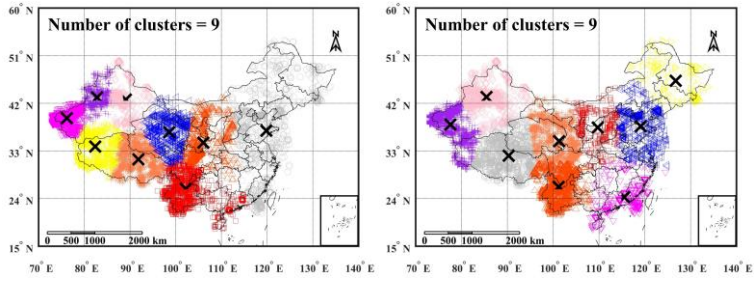 60° N
Number of clusters = 9
N
51° N
42° N
33° N
24° N
15° N
0 500 1000 2000 km
70° E 80° E 90° E 100° E 110° E 120° E 130° E 140° E
60° N
Number of clusters = 9
N
51° N
42° N
33° N
24° N
15° N
0 500 1000 2000 km
70° E 80° E 90° E 100° E 110° E 120° E 130° E 140° E